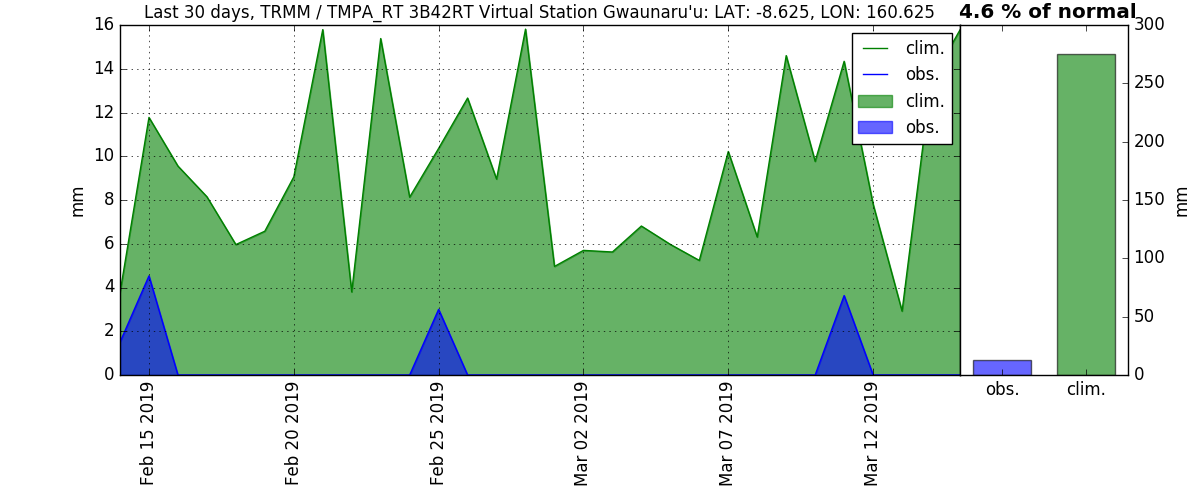 Last 30 days, TRMM / TMPA_RT 3B42RT Virtual Station Gwaunaru'u: LAT: -8.625, LON: 160.625
4.6 % of normal
16
14
12
10
8
6
4
2
0
mm
clim.
obs.
clim.
obs.
300
250
200
150
100
50
0
mm
Feb 15 2019
Feb 20 2019
Feb 25 2019
Mar 02 2019
Mar 07 2019
Mar 12 2019
obs.
clim.